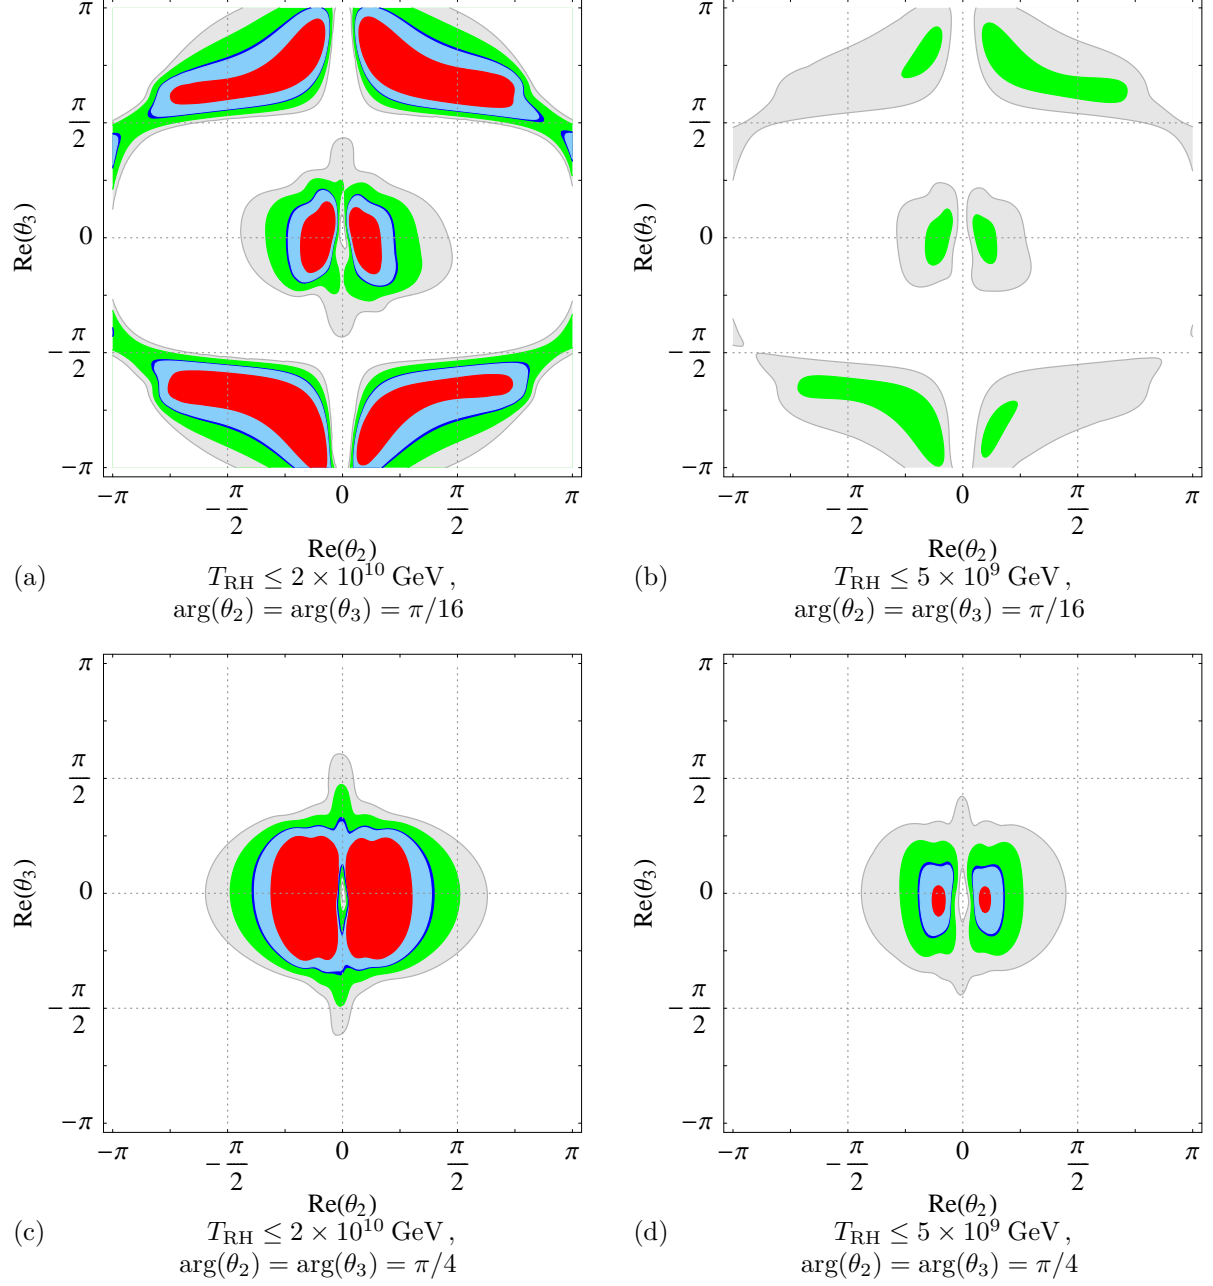 π
π
2
0
−π
2
−π
Re(θ3)
−π
−π
2
0
π
2
π
Re(θ2)
(a)
TRH ≤ 2 × 10^10 GeV ,
arg(θ2) = arg(θ3) = π/16
π
π
2
0
−π
2
−π
Re(θ3)
−π
−π
2
0
π
2
π
Re(θ2)
(b)
TRH ≤ 5 × 10^9 GeV ,
arg(θ2) = arg(θ3) = π/16
π
π
2
0
−π
2
−π
Re(θ3)
−π
−π
2
0
π
2
π
Re(θ2)
(c)
TRH ≤ 2 × 10^10 GeV ,
arg(θ2) = arg(θ3) = π/4
π
π
2
0
−π
2
−π
Re(θ3)
−π
−π
2
0
π
2
π
Re(θ2)
(d)
TRH ≤ 5 × 10^9 GeV ,
arg(θ2) = arg(θ3) = π/4